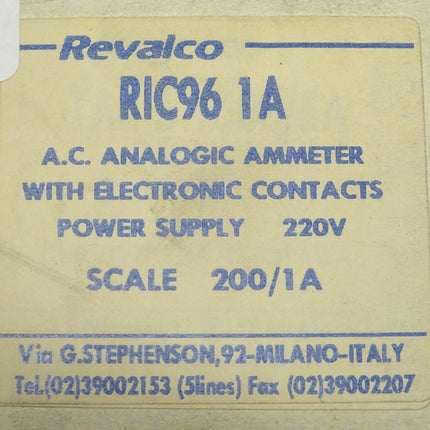 Revalco
RIC96 1A
A.C. ANALOGIC AMMETER
WITH ELECTRONIC CONTACTS
POWER SUPPLY 220V
SCALE 200/1A
Via G.STEPHENSON,92-MILANO-ITALY
Tel.(02)39002153 (5lines) Fax (02)39002207